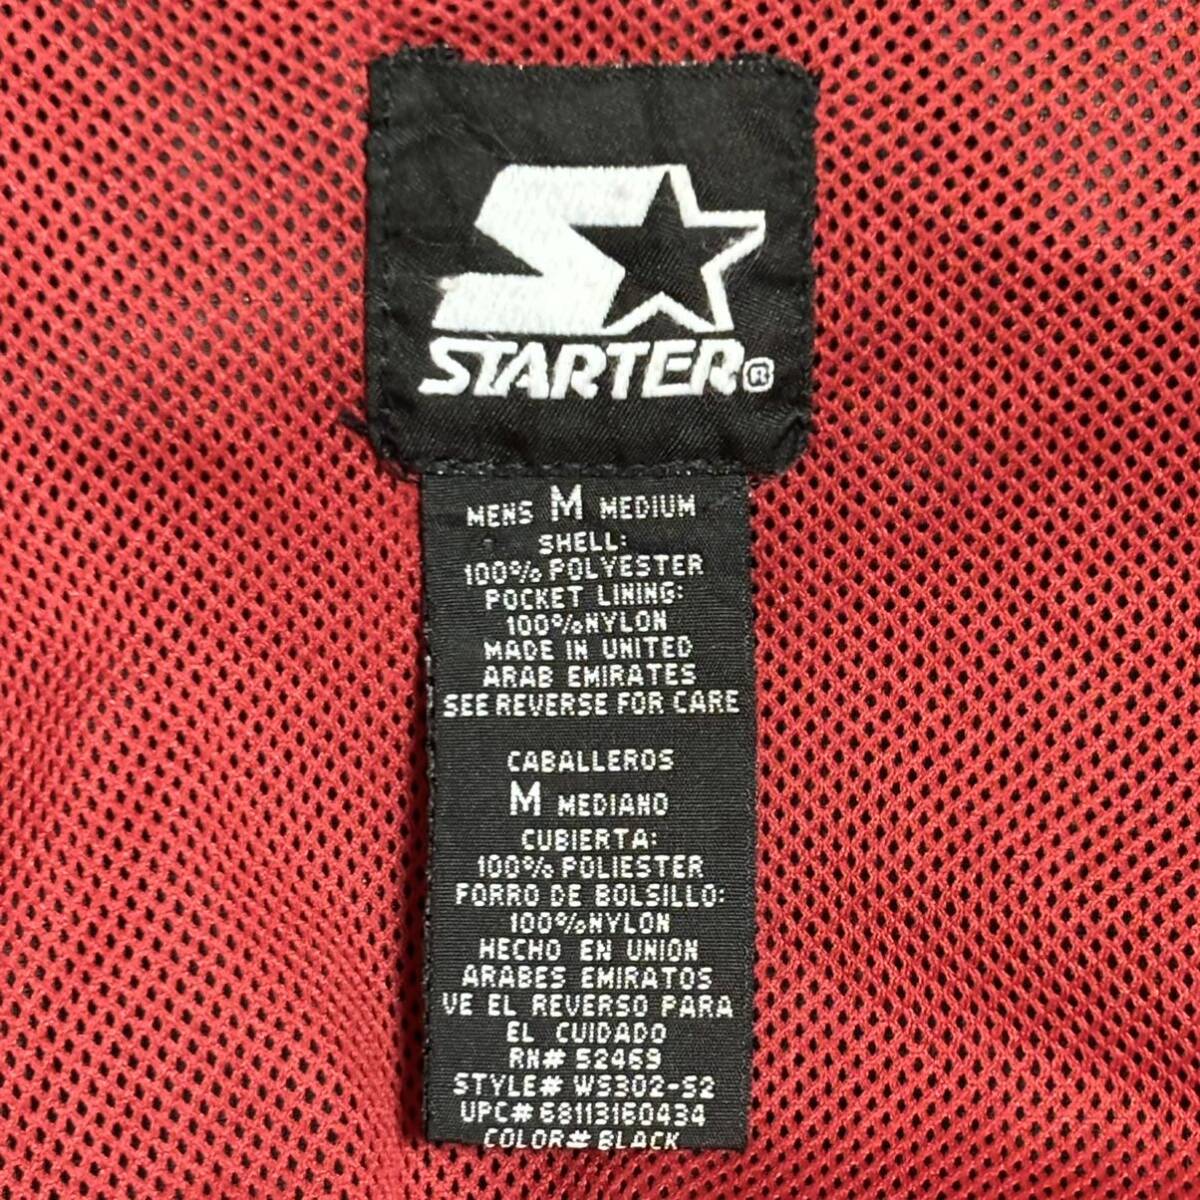 STARTER®
MENS M MEDIUM
SHELL:
100% POLYESTER
POCKET LINING:
100%NYLON
MADE IN UNITED
ARAB EMIRATES
SEE REVERSE FOR CARE
CABALLEROS
M MEDIANO
CUBIERTA:
100% POLIESTER
FORRO DE BOLSILLO:
100%NYLON
HECHO EN UNION
ARABES EMIRATOS
VE EL REVERSO PARA
EL CUIDADO
RN# 52469
STYLE# WS302-S2
UPC# 68113160434
COLOR# BLACK